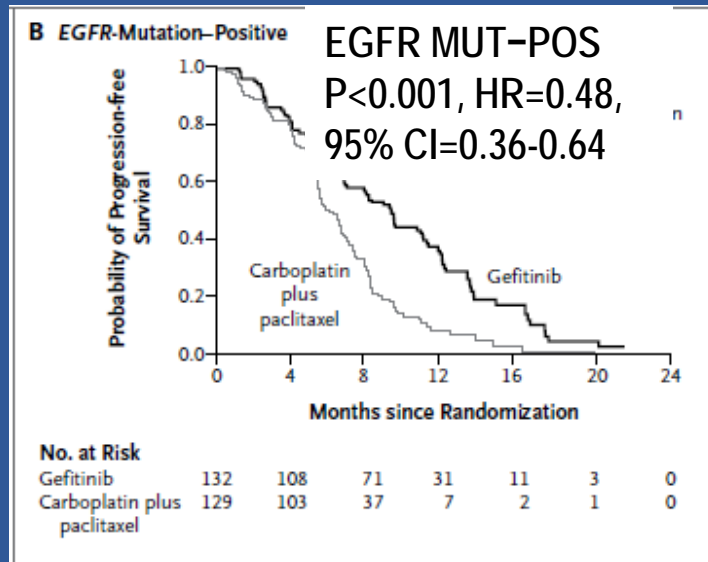 B EGFR-Mutation–Positive
EGFR MUT–POS
P<0.001, HR=0.48,
95% CI=0.36-0.64
n
Probability of Progression-free
Survival
1.0
0.8
0.6
0.4
0.2
0.0
Carboplatin
plus
paclitaxel
Gefitinib
0 4 8 12 16 20 24
Months since Randomization
No. at Risk
Gefitinib 132 108 71 31 11 3 0
Carboplatin plus 129 103 37 7 2 1 0
paclitaxel